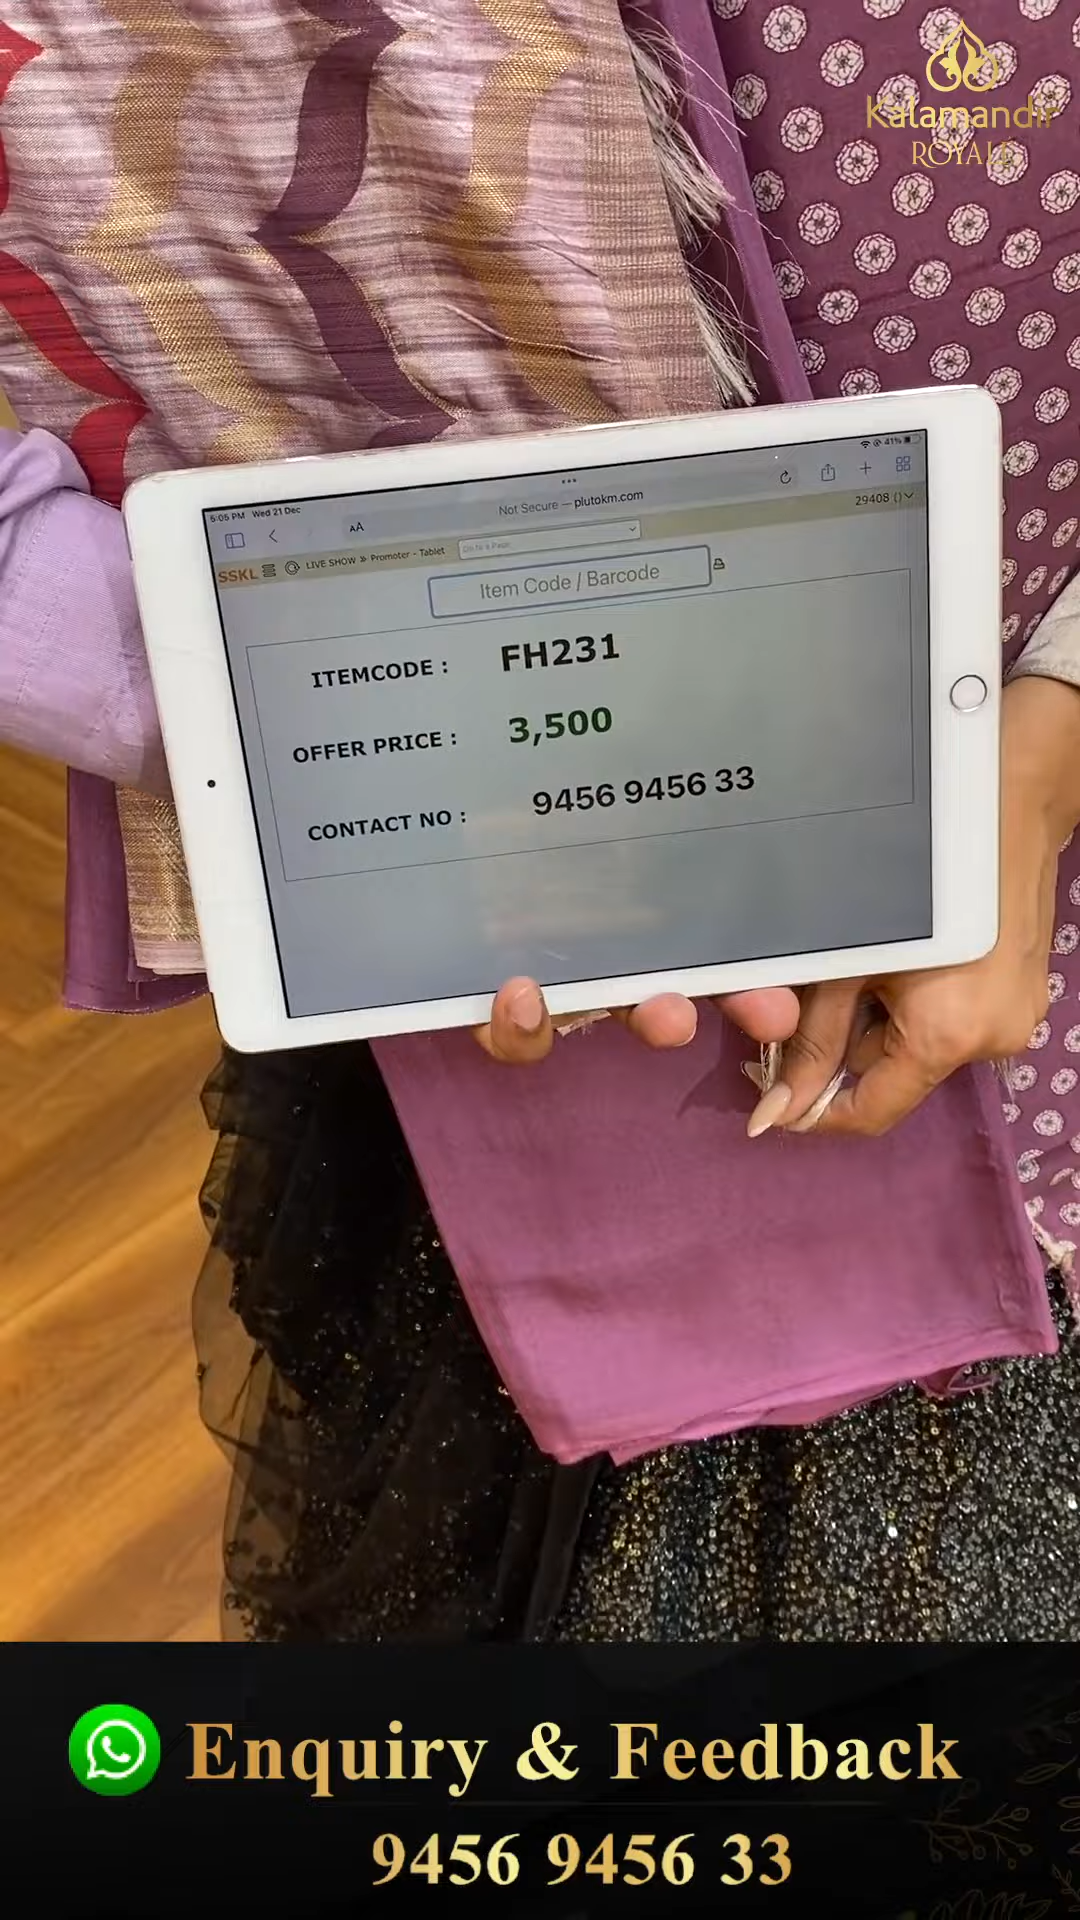 Kalamandir
ROYALE
5:05 PM Wed 21 Dec
41%
AA
Not Secure — plutokm.com
SSKL
LIVE SHOW » Promoter - Tablet
29408 ()
Item Code / Barcode
ITEMCODE : FH231
OFFER PRICE : 3,500
CONTACT NO : 9456 9456 33
Enquiry & Feedback
9456 9456 33